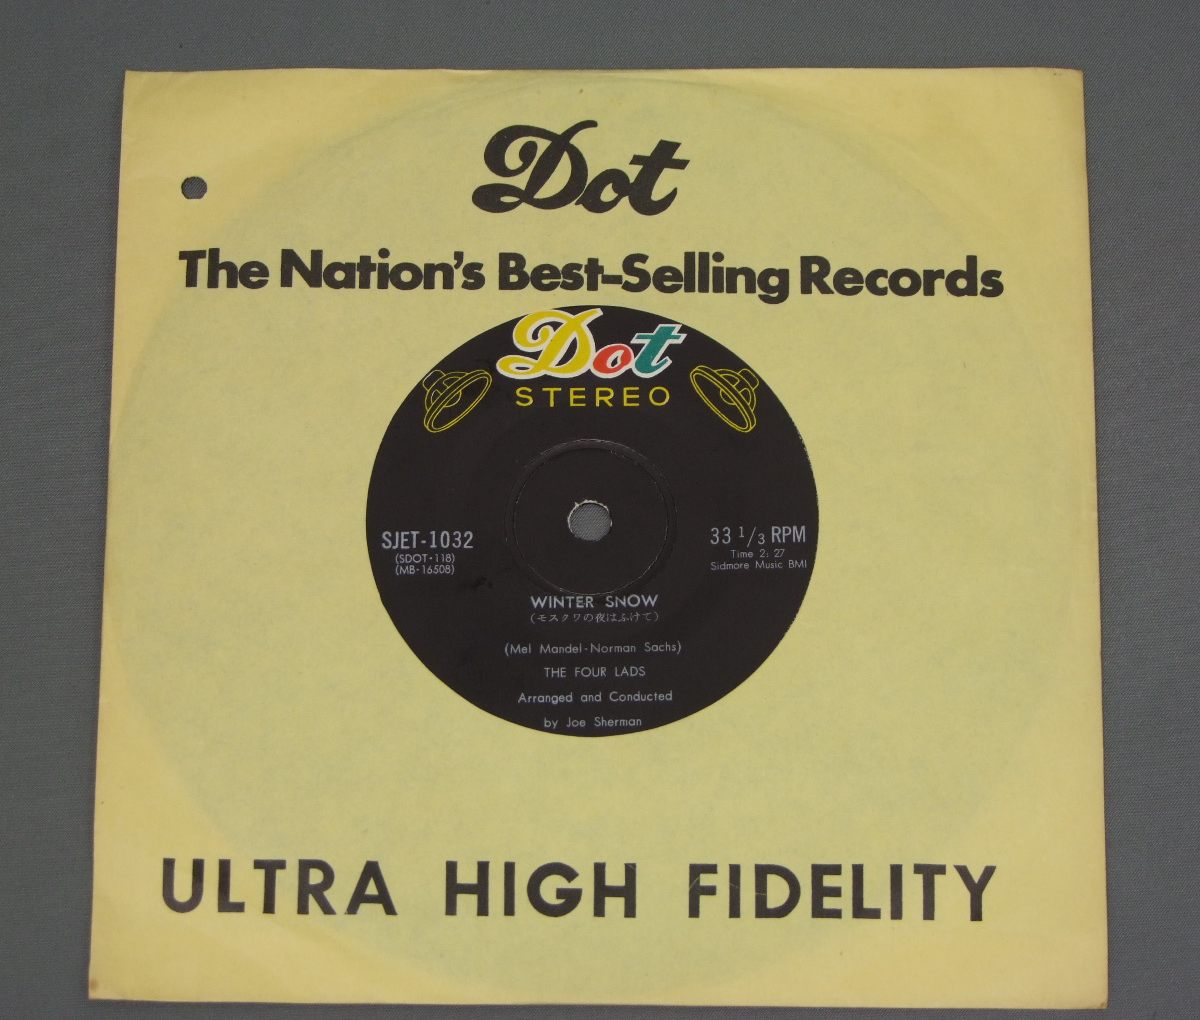 Dot
The Nation's Best-Selling Records
Dot
STEREO
SJET-1032
(SDOT・118)
(MB・16508)
33 1/3 RPM
Time 2: 27
Sidmore Music BMI
WINTER SNOW
(モスクワの夜はふけて)
(Mel Mandel・Norman Sachs)
THE FOUR LADS
Arranged and Conducted
by Joe Sherman
ULTRA HIGH FIDELITY